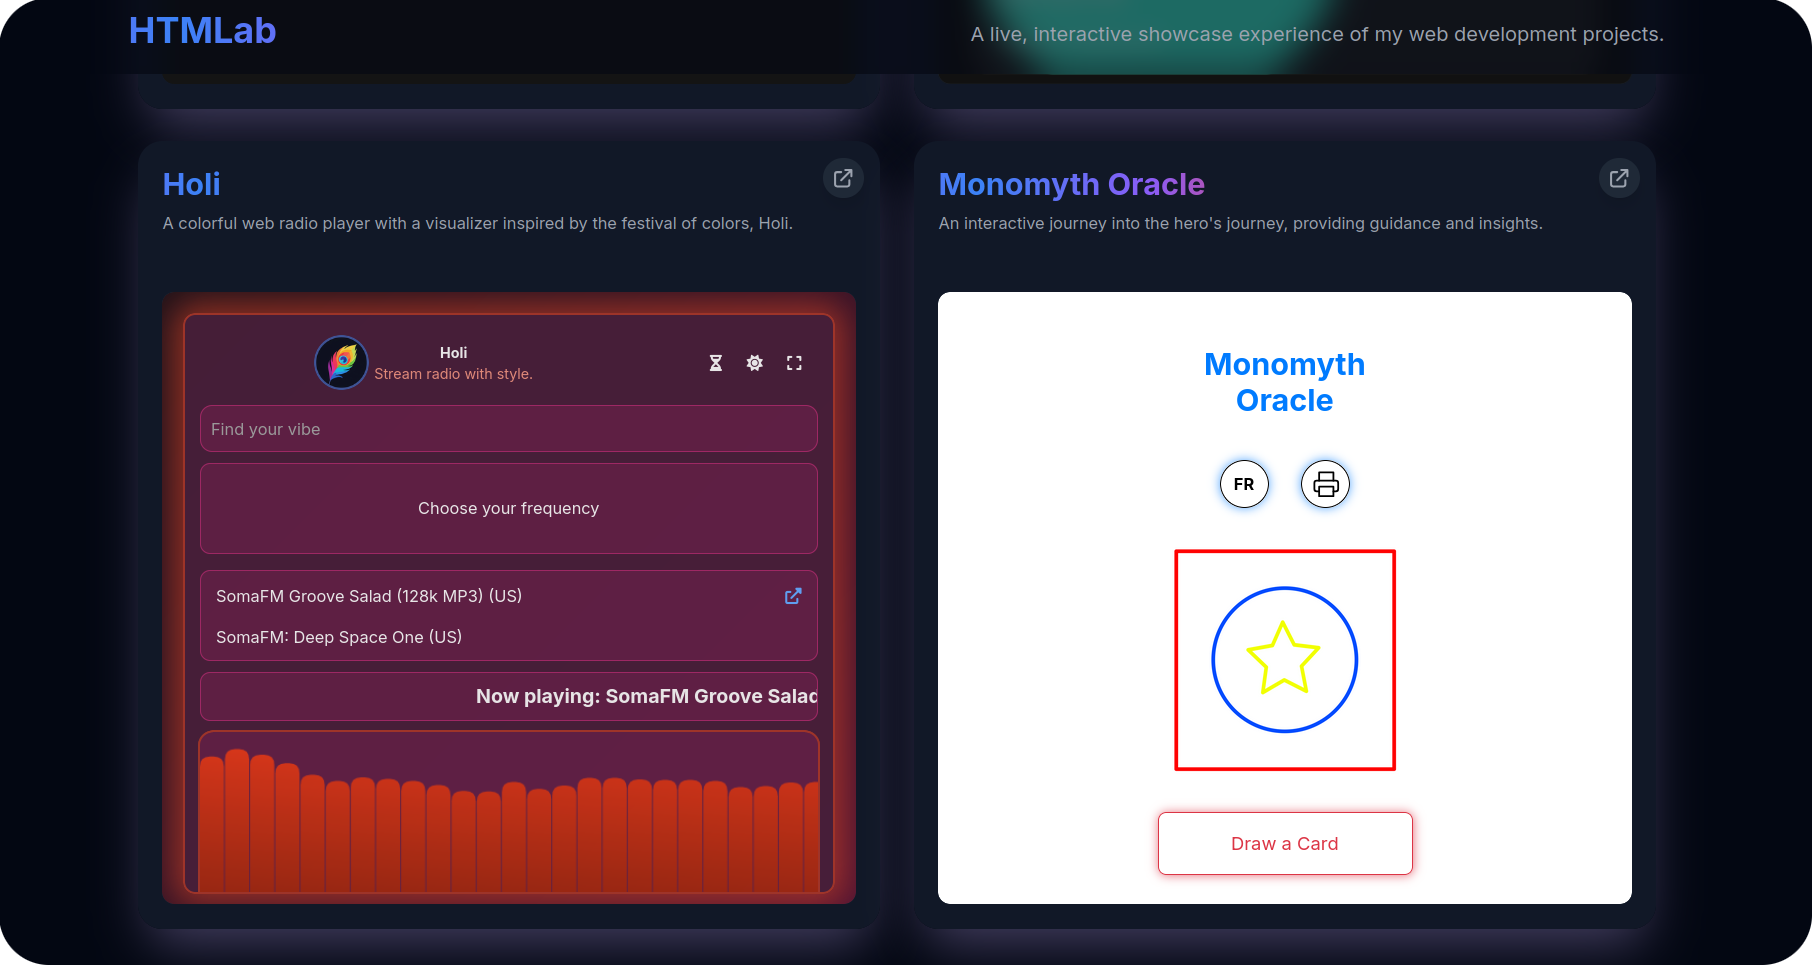 HTMLab
A live, interactive showcase experience of my web development projects.
Holi
A colorful web radio player with a visualizer inspired by the festival of colors, Holi.
Holi
Stream radio with style.
Find your vibe
Choose your frequency
SomaFM Groove Salad (128k MP3) (US)
SomaFM: Deep Space One (US)
Now playing: SomaFM Groove Salad
Monomyth Oracle
An interactive journey into the hero's journey, providing guidance and insights.
Monomyth
Oracle
FR
Draw a Card